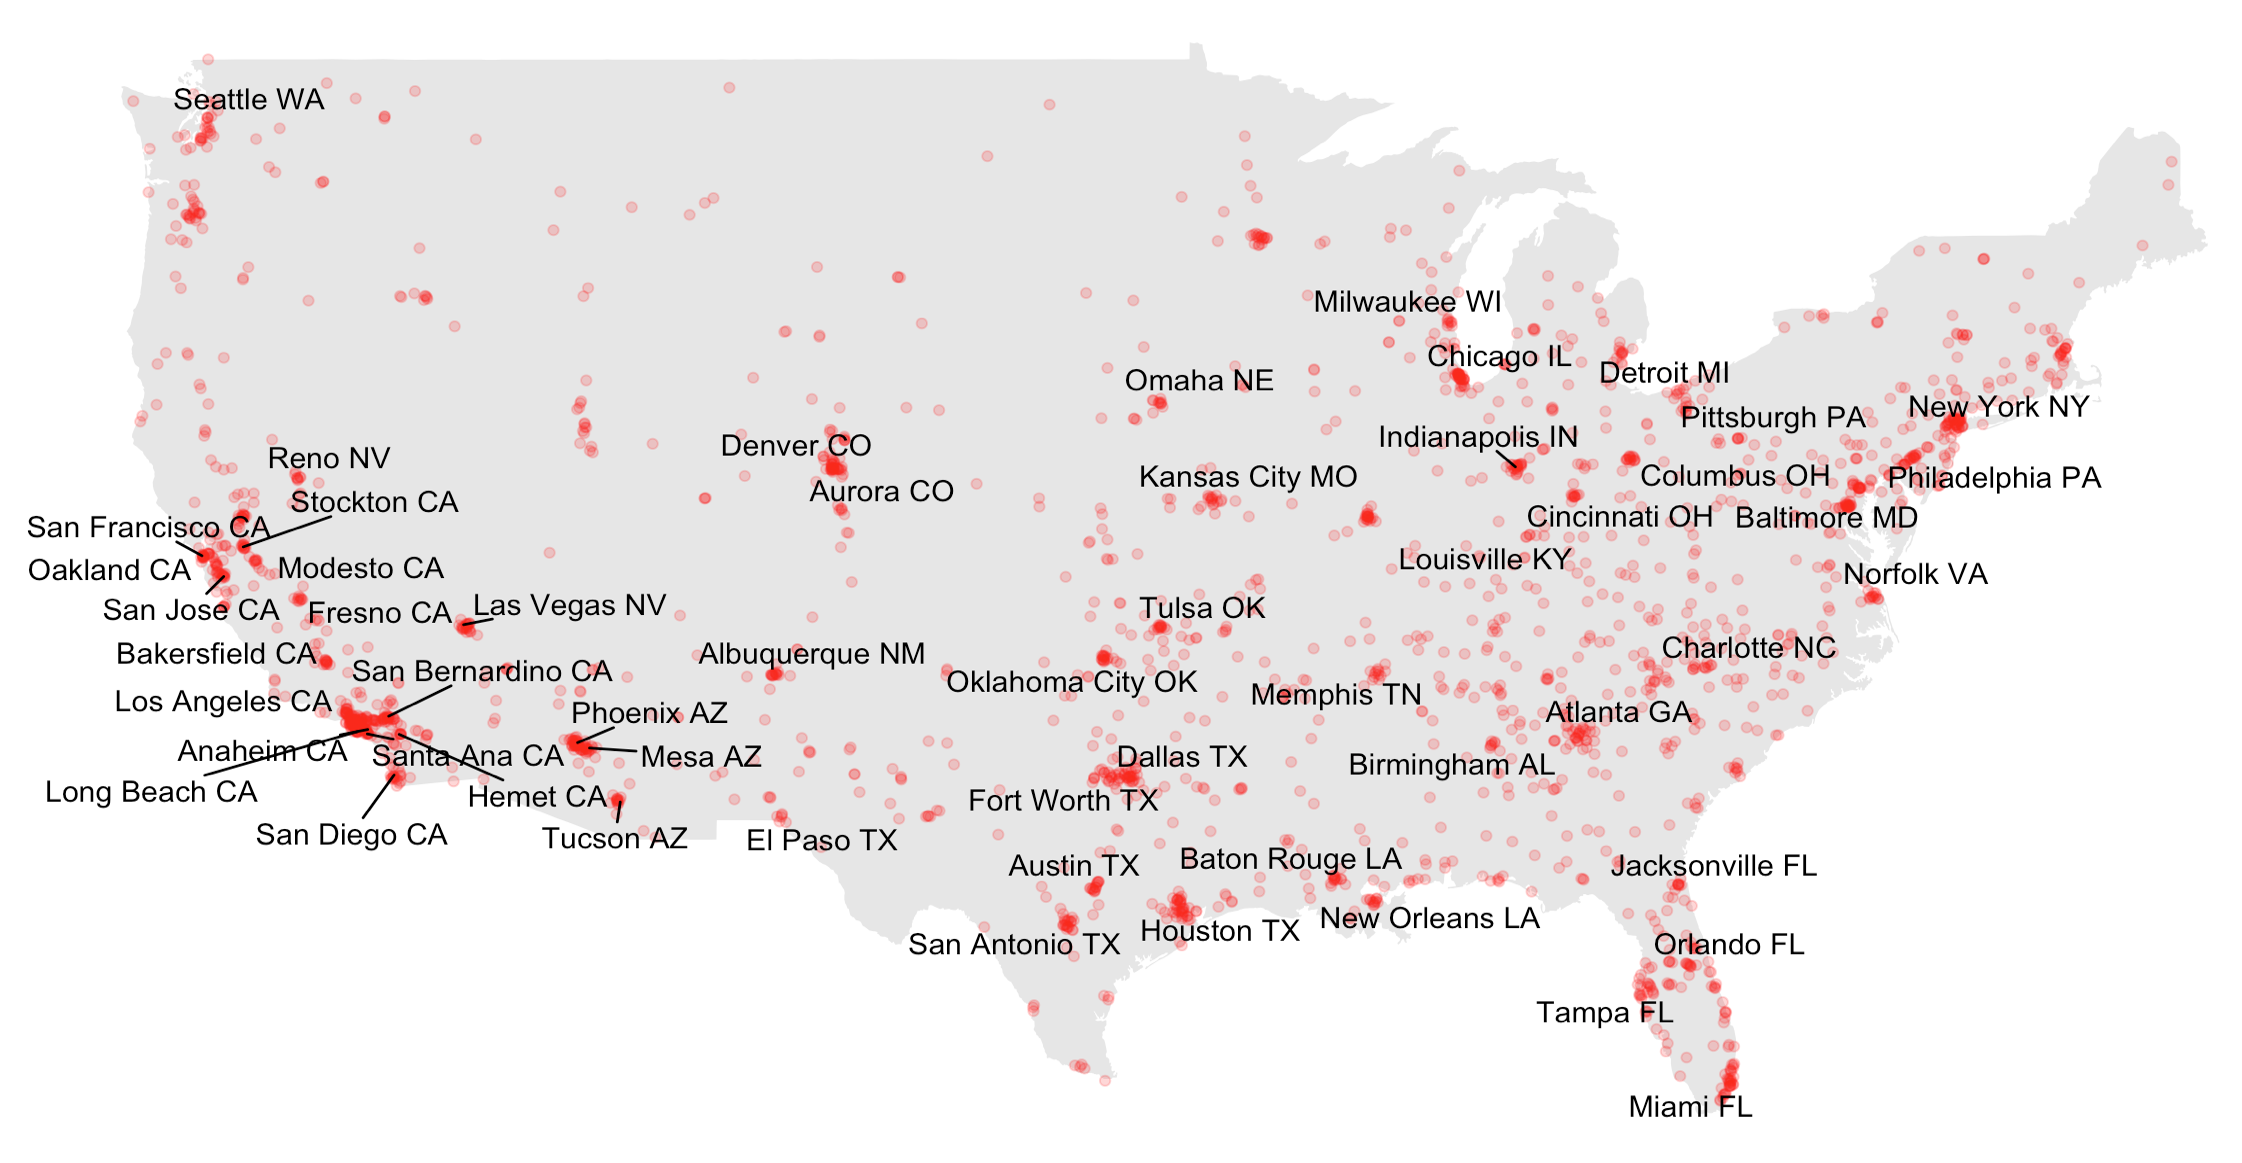 Seattle WA
Milwaukee WI
Chicago IL
Detroit MI
Omaha NE
New York NY
Pittsburgh PA
Indianapolis IN
Denver CO
Reno NV
Kansas City MO
Columbus OH
Philadelphia PA
Aurora CO
Stockton CA
Cincinnati OH
Baltimore MD
San Francisco CA
Louisville KY
Oakland CA
Modesto CA
Norfolk VA
San Jose CA
Fresno CA
Las Vegas NV
Tulsa OK
Charlotte NC
Bakersfield CA
Albuquerque NM
San Bernardino CA
Oklahoma City OK
Memphis TN
Los Angeles CA
Phoenix AZ
Atlanta GA
Anaheim CA
Santa Ana CA
Mesa AZ
Dallas TX
Birmingham AL
Long Beach CA
Hemet CA
Fort Worth TX
San Diego CA
Tucson AZ
El Paso TX
Austin TX
Baton Rouge LA
Jacksonville FL
New Orleans LA
Houston TX
San Antonio TX
Orlando FL
Tampa FL
Miami FL